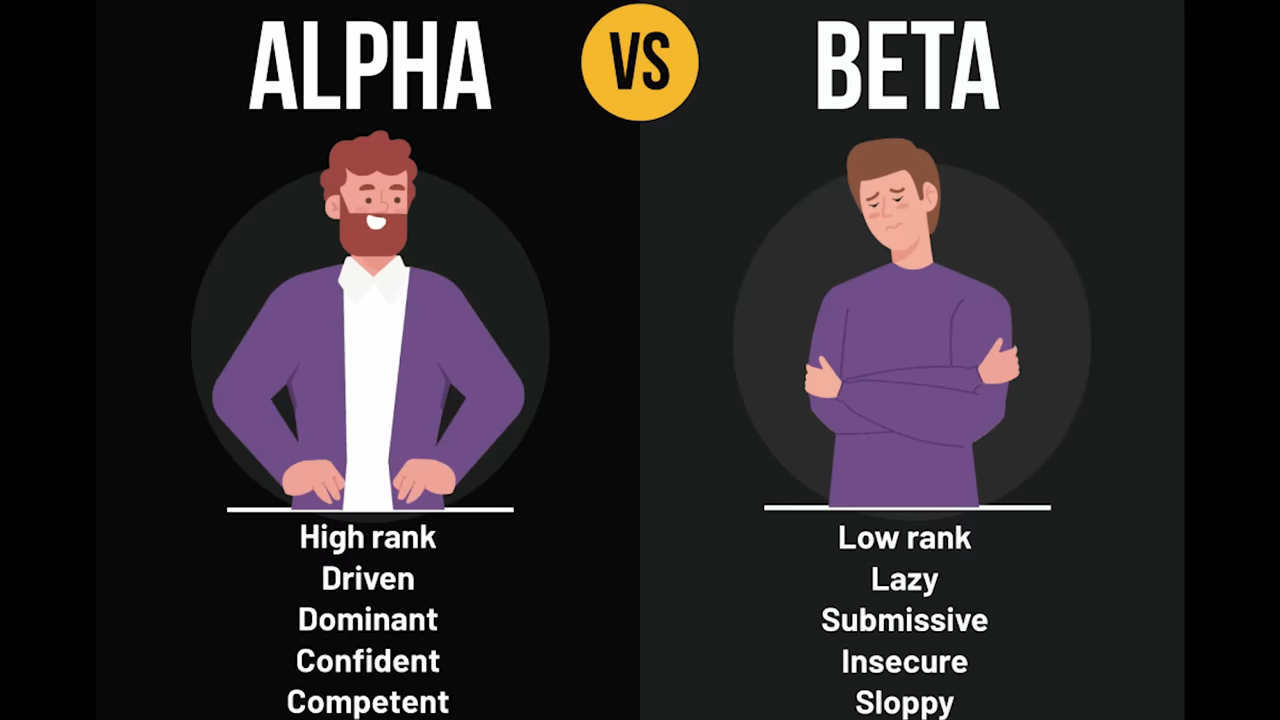 ALPHA
VS
BETA
High rank
Driven
Dominant
Confident
Competent
Low rank
Lazy
Submissive
Insecure
Sloppy